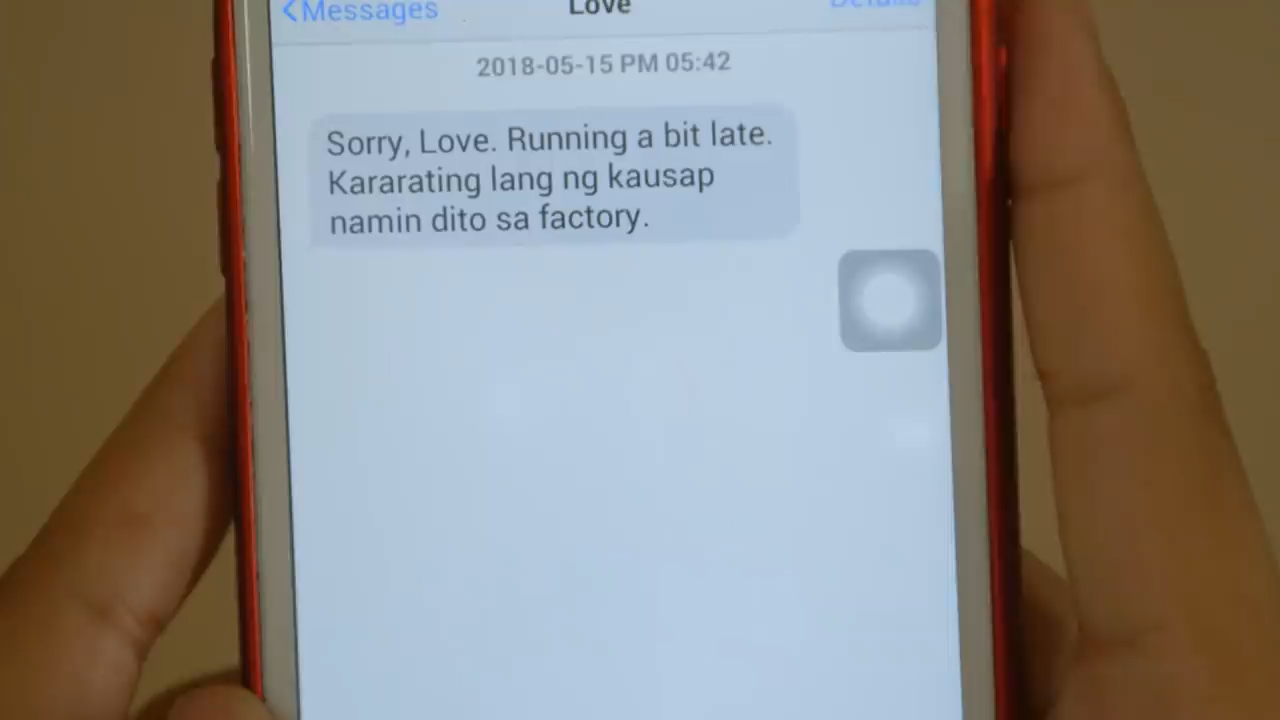 Messages
Love
Details
2018-05-15 PM 05:42
Sorry, Love. Running a bit late.
Kararating lang ng kausap
namin dito sa factory.